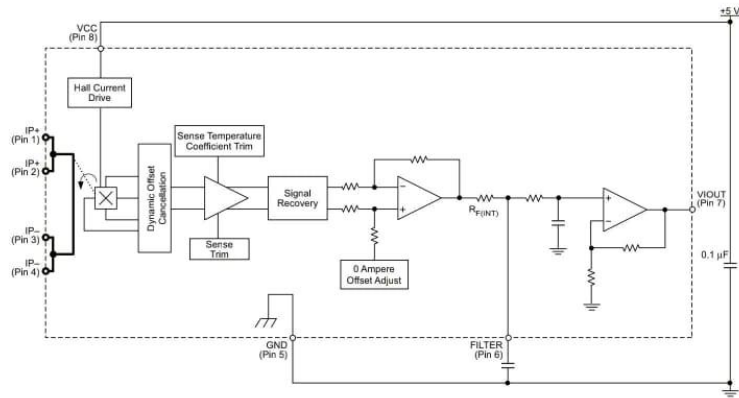 +5 V
VCC
(Pin 8)
Hall Current
Drive
IP+
(Pin 1)
IP+
(Pin 2)
IP−
(Pin 3)
IP−
(Pin 4)
Dynamic Offset
Cancellation
Sense Temperature
Coefficient Trim
Sense
Trim
Signal
Recovery
0 Ampere
Offset Adjust
−
+
RF(INT)
+
−
VIOUT
(Pin 7)
0.1 µF
GND
(Pin 5)
FILTER
(Pin 6)